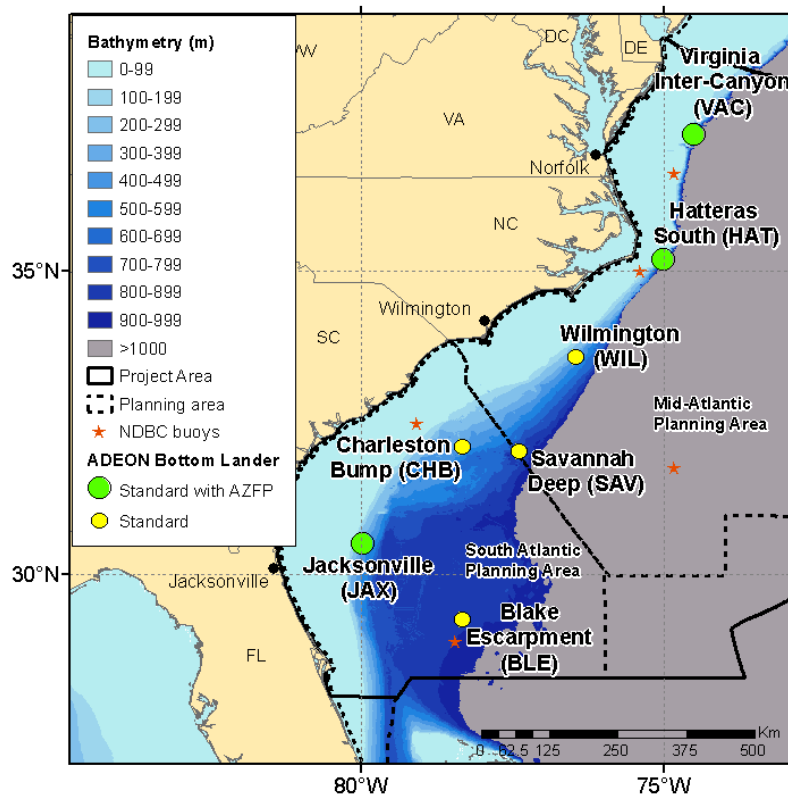 Bathymetry (m)
0-99
100-199
200-299
300-399
400-499
500-599
600-699
700-799
800-899
900-999
>1000
Project Area
Planning area
NDBC buoys
ADEON Bottom Lander
Standard with AZFP
Standard
DC
DE
VA
Norfolk
NC
Wilmington
SC
Jacksonville
FL
Virginia
Inter-Canyon
(VAC)
Hatteras
South (HAT)
Wilmington
(WIL)
Mid-Atlantic
Planning Area
Charleston
Bump (CHB)
Savannah
Deep (SAV)
Jacksonville
(JAX)
South Atlantic
Planning Area
Blake
Escarpment
(BLE)
Km
0 62.5 125 250 375 500
35°N
30°N
80°W
75°W